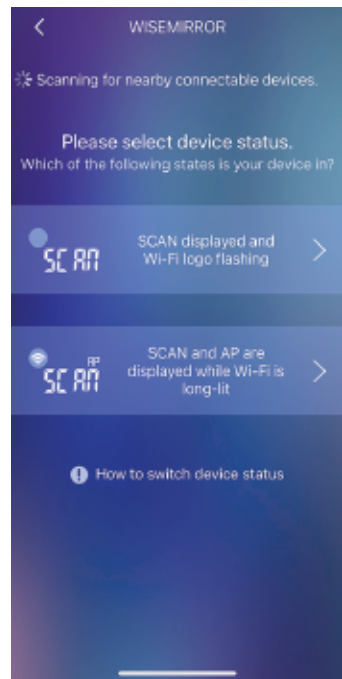 WISEMIRROR
Scanning for nearby connectable devices.
Please select device status.
Which of the following states is your device in?
SCAN displayed and
Wi-Fi logo flashing
SCAN
SCAN and AP are
displayed while Wi-Fi is
long-lit
AP
SCAN
How to switch device status